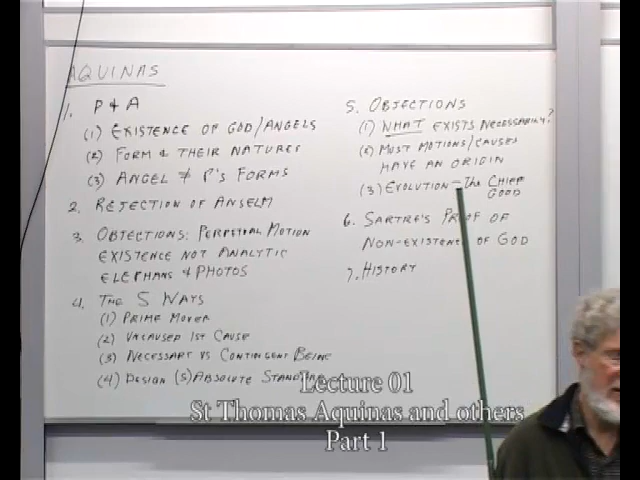 AQUINAS
1. P & A
(1) EXISTENCE OF GOD/ANGELS
(2) FORM & THEIR NATURES
(3) ANGEL ≠ P'S FORMS
2. REJECTION OF ANSELM
3. OBJECTIONS: PERPETUAL MOTION
EXISTENCE NOT ANALYTIC
ELEPHANS & PHOTOS
4. THE 5 WAYS
(1) PRIME MOVER
(2) UNCAUSED 1ST CAUSE
(3) NECESSARY VS CONTINGENT BEING
(4) DESIGN (5) ABSOLUTE STANDARD
5. OBJECTIONS
(1) WHAT EXISTS NECESSARILY?
(2) MUST MOTIONS/CAUSES
HAVE AN ORIGIN
(3) EVOLUTION – THE CHIEF
GOOD
6. SARTRE'S PROOF OF
NON-EXISTENCE OF GOD
7. HISTORY
Lecture 01
St Thomas Aquinas and others
Part 1